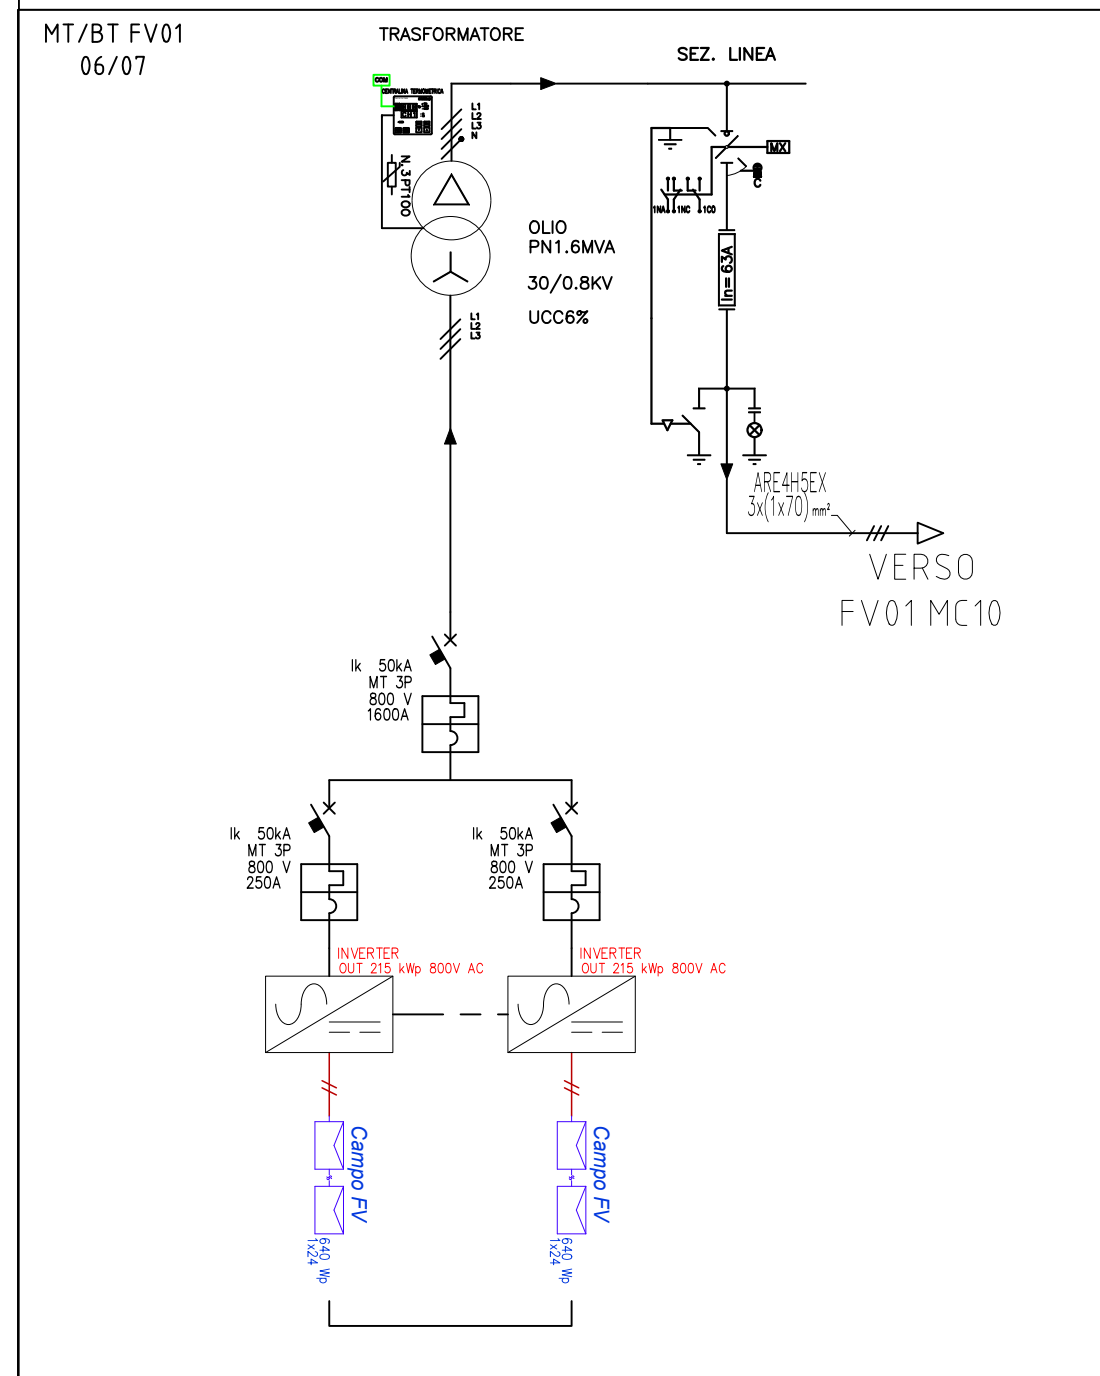 MT/BT FV01
06/07
TRASFORMATORE
SEZ. LINEA
COM
CENTRALINA TERMOMETRICA
L1
L2
L3
N
N.3PT100
MX
C
1NA
1NC
1CO
OLIO
PN1.6MVA
30/0.8KV
UCC6%
In=63A
L1
L2
L3
ARE4H5EX
3x(1x70) mm²
VERSO
FV01 MC10
Ik 50kA
MT 3P
800 V
1600A
Ik 50kA
MT 3P
800 V
250A
Ik 50kA
MT 3P
800 V
250A
INVERTER
OUT 215 kWp 800V AC
INVERTER
OUT 215 kWp 800V AC
Campo FV
640 Wp
1x24
Campo FV
640 Wp
1x24